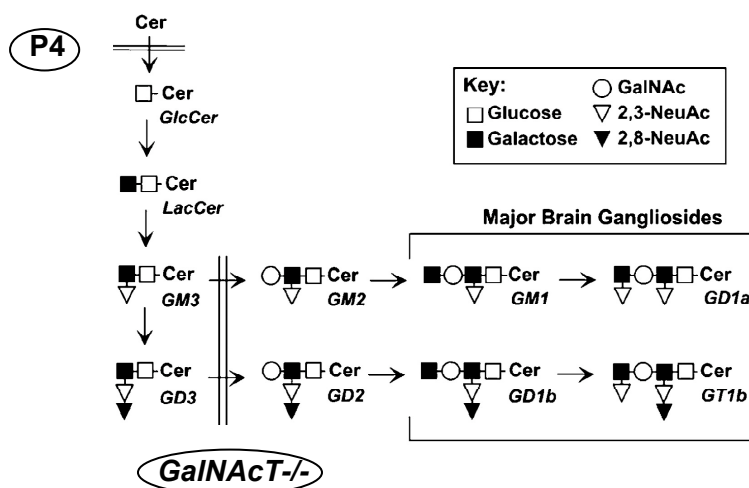 P4
Cer
Cer
GlcCer
Cer
LacCer
Key:
GalNAc
Glucose
2,3-NeuAc
Galactose
2,8-NeuAc
Major Brain Gangliosides
Cer
GM3
Cer
GM2
Cer
GM1
Cer
GD1a
Cer
GD3
Cer
GD2
Cer
GD1b
Cer
GT1b
GalNAcT-/-